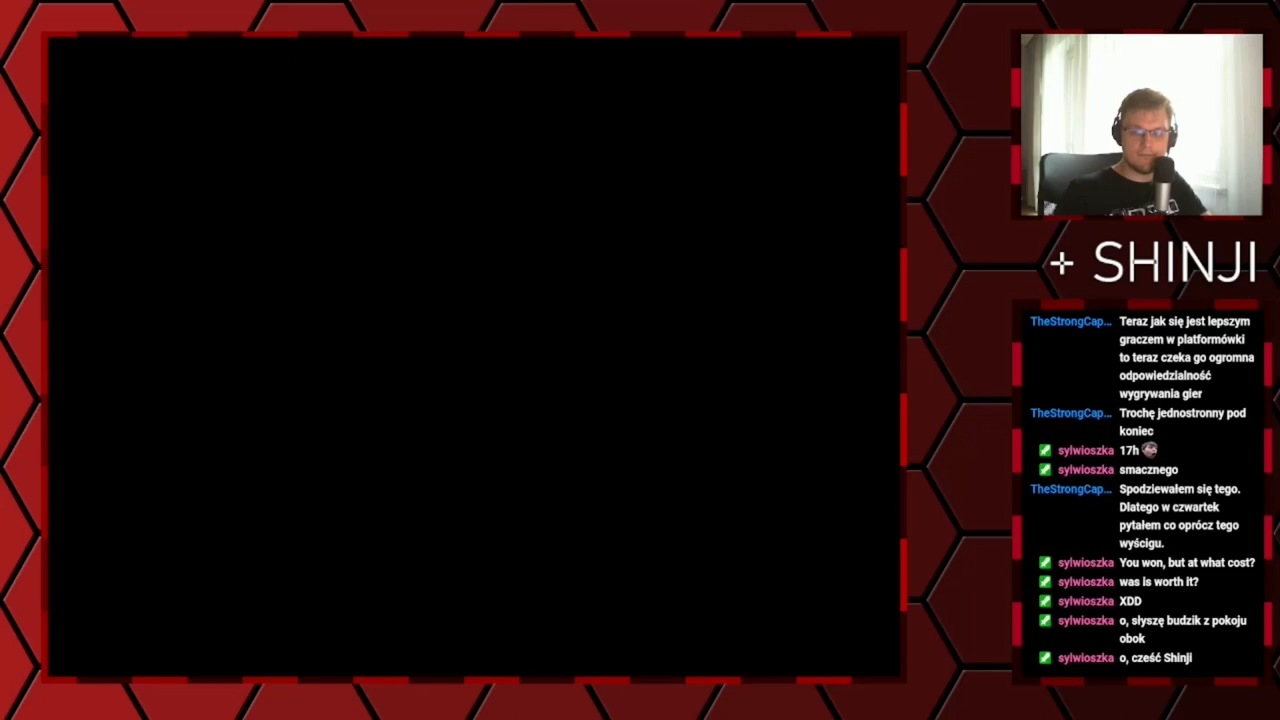 + SHINJI
TheStrongCap... Teraz jak się jest lepszym
graczem w platformówki
to teraz czeka go ogromna
odpowiedzialność
wygrywania gier
TheStrongCap... Trochę jednostronny pod
koniec
sylwioszka 17h
sylwioszka smacznego
TheStrongCap... Spodziewałem się tego.
Dlatego w czwartek
pytałem co oprócz tego
wyścigu.
sylwioszka You won, but at what cost?
sylwioszka was is worth it?
sylwioszka XDD
sylwioszka o, słyszę budzik z pokoju
obok
sylwioszka o, cześć Shinji